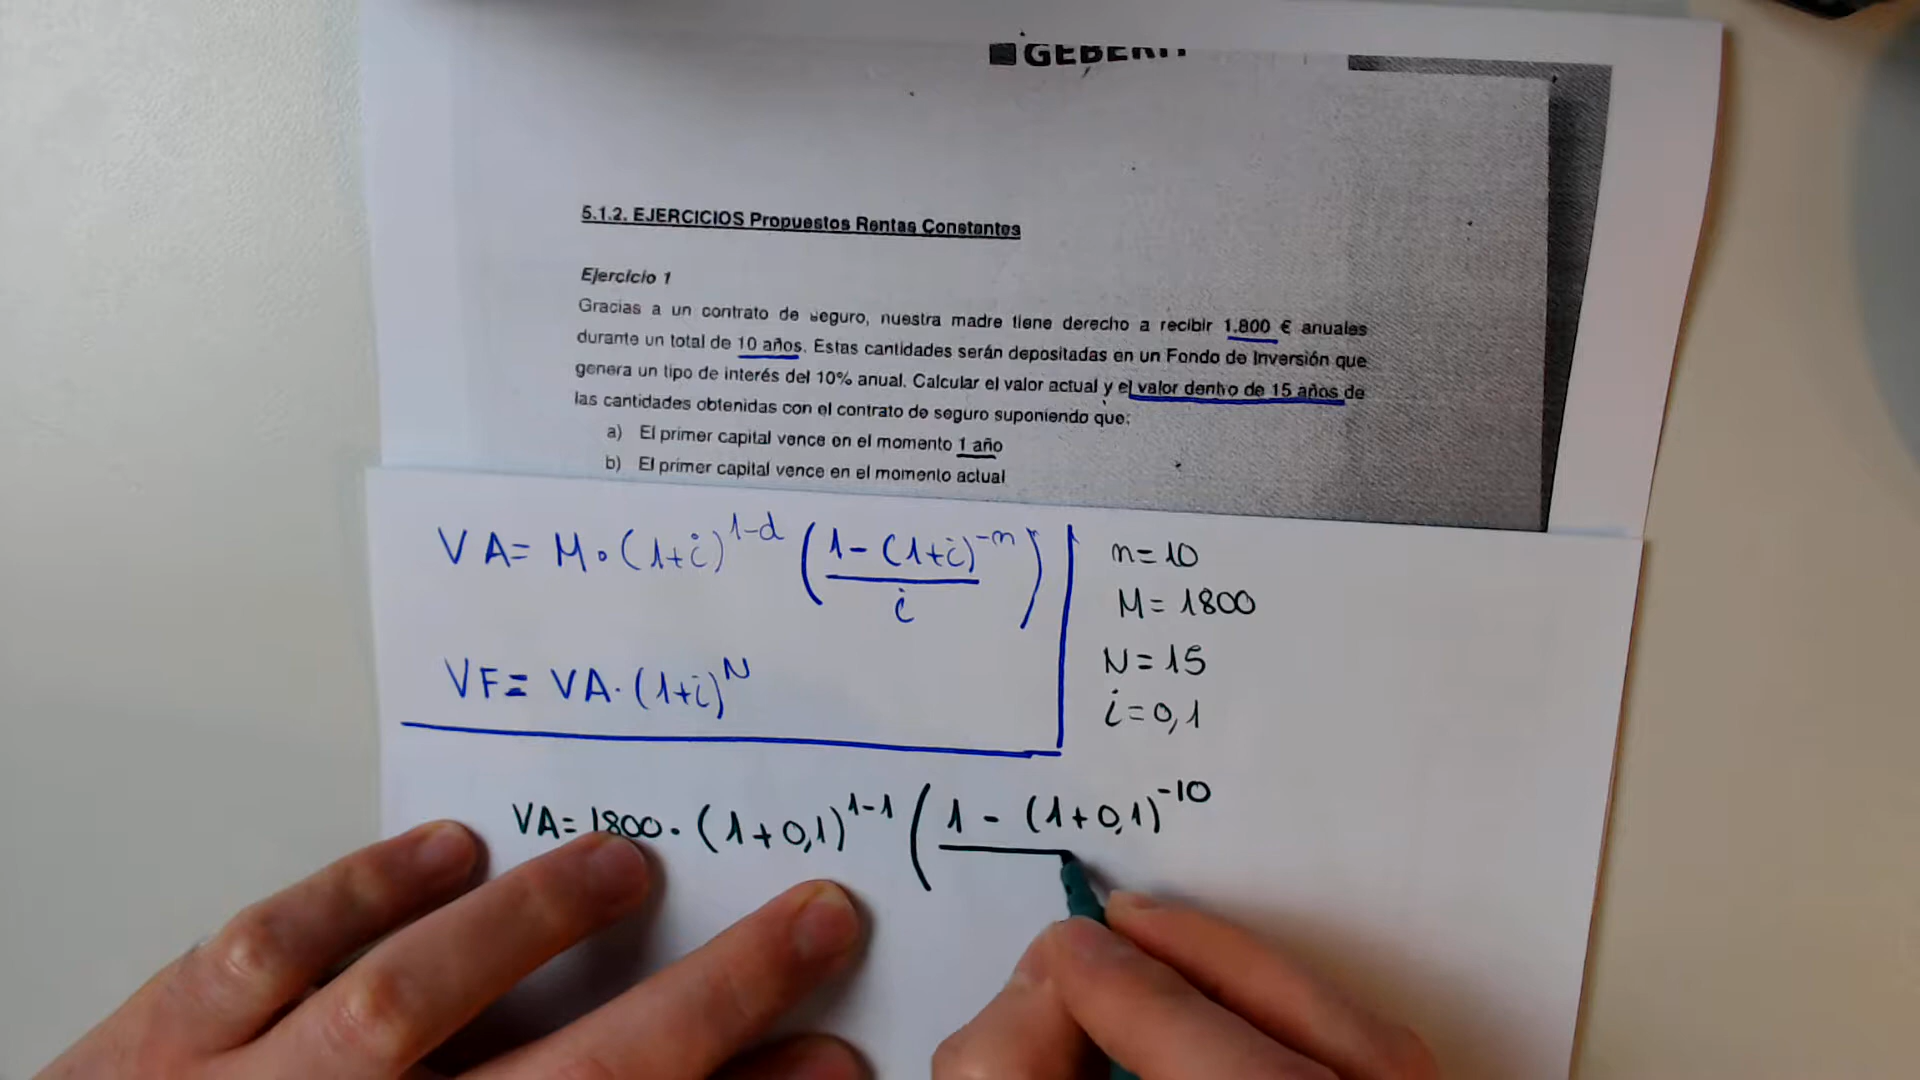 5.1.2. EJERCICIOS Propuestos Rentas Constantes
Ejercicio 1
Gracias a un contrato de seguro, nuestra madre tiene derecho a recibir 1.800 € anuales
durante un total de 10 años. Estas cantidades serán depositadas en un Fondo de Inversión que
genera un tipo de interés del 10% anual. Calcular el valor actual y el valor dentro de 15 años de
las cantidades obtenidas con el contrato de seguro suponiendo que:
a) El primer capital vence en el momento 1 año
b) El primer capital vence en el momento actual
VA= M·(1+i)^1-d (1-(1+i)^-n / i)
VF= VA·(1+i)^N
n=10
M=1800
N=15
i=0,1
VA=1800·(1+0,1)^1-1 (1-(1+0,1)^-10